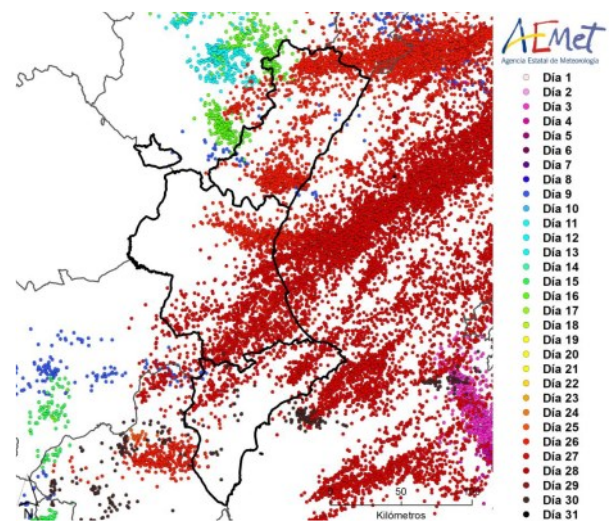 AEMet
Agencia Estatal de Meteorología
Día 1
Día 2
Día 3
Día 4
Día 5
Día 6
Día 7
Día 8
Día 9
Día 10
Día 11
Día 12
Día 13
Día 14
Día 15
Día 16
Día 17
Día 18
Día 19
Día 20
Día 21
Día 22
Día 23
Día 24
Día 25
Día 26
Día 27
Día 28
Día 29
Día 30
Día 31
N
50
Kilómetros